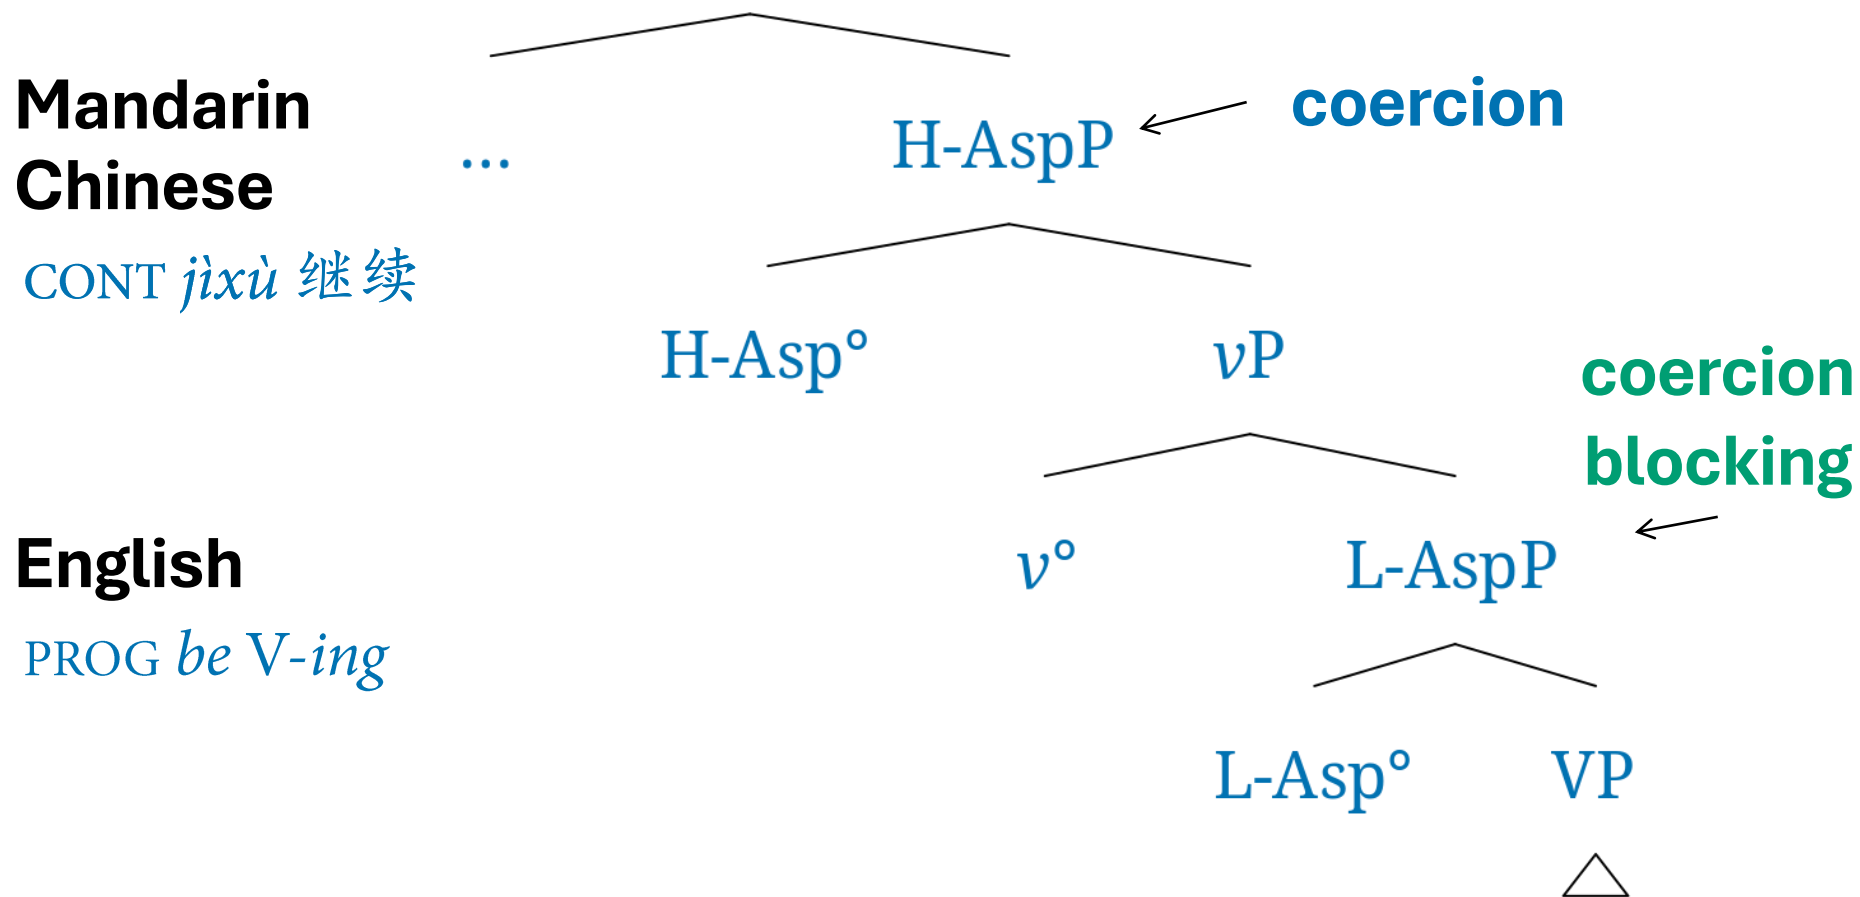 Mandarin
Chinese
CONT jìxù 继续
English
PROG be V-ing
coercion
... H-AspP
H-Asp° vP
coercion
blocking
v° L-AspP
L-Asp° VP